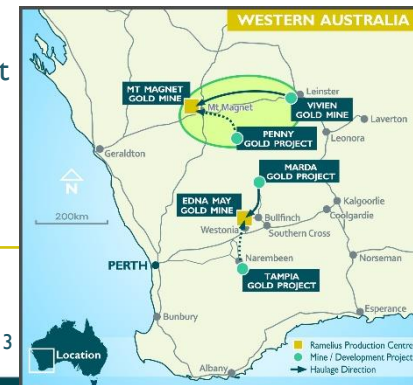 t
WESTERN AUSTRALIA
MT MAGNET
GOLD MINE
Mt Magnet
Leinster
VIVIEN
GOLD MINE
Laverton
Leonora
PENNY
GOLD PROJECT
Geraldton
MARDA
GOLD PROJECT
N
200km
EDNA MAY
GOLD MINE
Bullfinch
Westonia
Southern Cross
Kalgoorlie
Coolgardie
PERTH
Narembeen
Norseman
TAMPIA
GOLD PROJECT
Bunbury
Esperance
3
Location
Albany
Ramelius Production Centre
Mine / Development Project
Haulage Direction